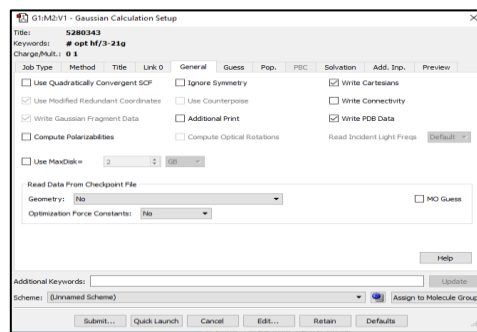 G1:M2:V1 - Gaussian Calculation Setup
Title: 5280343
Keywords: # opt hf/3-21g
Charge/Mult.: 0 1
Job Type Method Title Link 0 General Guess Pop. PBC Solvation Add. Inp. Preview
Use Quadratically Convergent SCF Ignore Symmetry Write Cartesians
Use Modified Redundant Coordinates Use Counterpoise Write Connectivity
Write Gaussian Fragment Data Additional Print Write PDB Data
Compute Polarizabilities Compute Optical Rotations Read Incident Light Freqs Default
Use MaxDisk= 2 GB
Read Data From Checkpoint File
Geometry: No MO Guess
Optimization Force Constants: No
Help
Additional Keywords: Update
Scheme: (Unnamed Scheme) Assign to Molecule Group
Submit... Quick Launch Cancel Edit... Retain Defaults